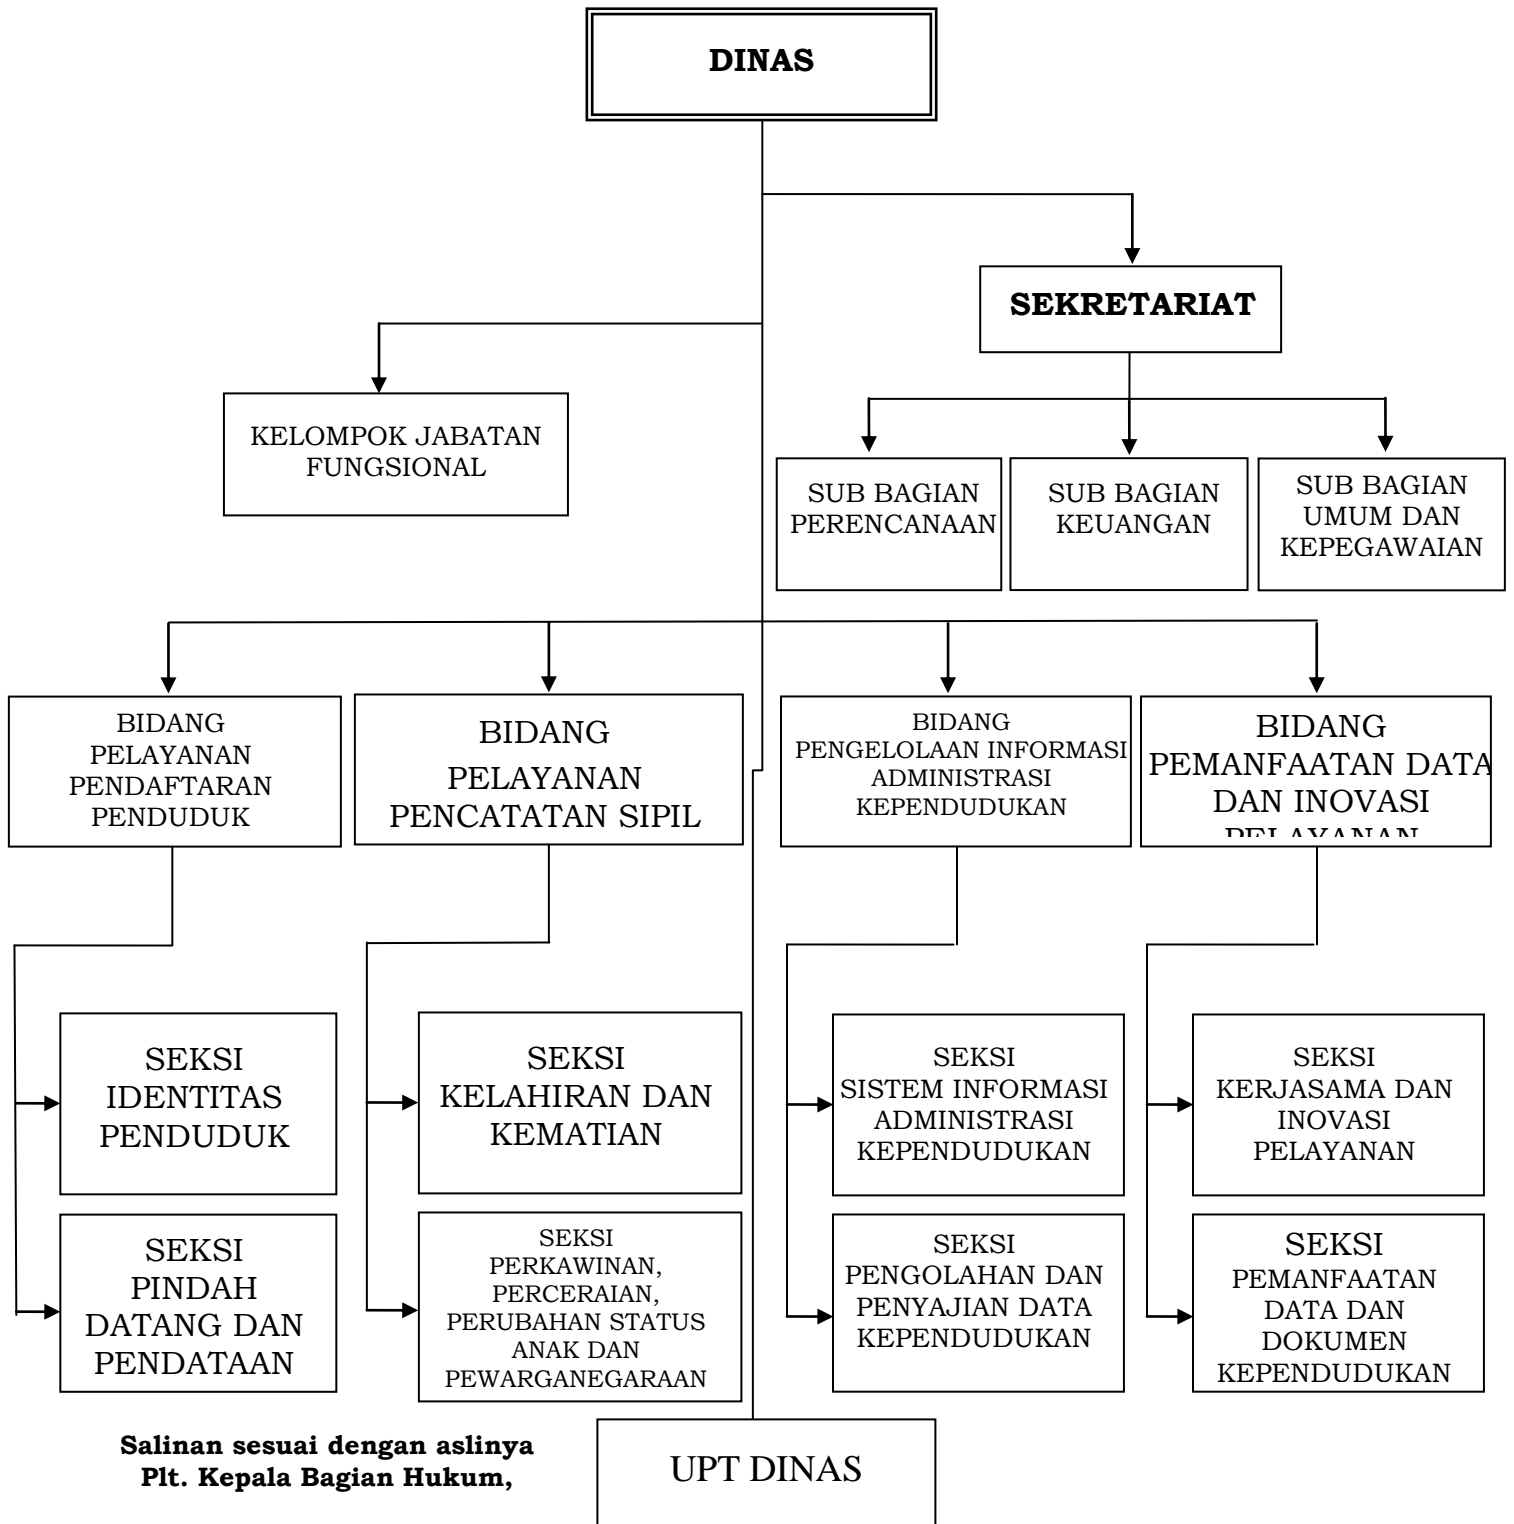 DINAS
SEKRETARIAT
KELOMPOK JABATAN
FUNGSIONAL
SUB BAGIAN
PERENCANAAN
SUB BAGIAN
KEUANGAN
SUB BAGIAN
UMUM DAN
KEPEGAWAIAN
BIDANG
PELAYANAN
PENDAFTARAN
PENDUDUK
BIDANG
PELAYANAN
PENCATATAN SIPIL
BIDANG
PENGELOLAAN INFORMASI
ADMINISTRASI
KEPENDUDUKAN
BIDANG
PEMANFAATAN DATA
DAN INOVASI
PELAYANAN
SEKSI
IDENTITAS
PENDUDUK
SEKSI
KELAHIRAN DAN
KEMATIAN
SEKSI
SISTEM INFORMASI
ADMINISTRASI
KEPENDUDUKAN
SEKSI
KERJASAMA DAN
INOVASI
PELAYANAN
SEKSI
PINDAH
DATANG DAN
PENDATAAN
SEKSI
PERKAWINAN,
PERCERAIAN,
PERUBAHAN STATUS
ANAK DAN
PEWARGANEGARAAN
SEKSI
PENGOLAHAN DAN
PENYAJIAN DATA
KEPENDUDUKAN
SEKSI
PEMANFAATAN
DATA DAN
DOKUMEN
KEPENDUDUKAN
Salinan sesuai dengan aslinya
Plt. Kepala Bagian Hukum,
UPT DINAS